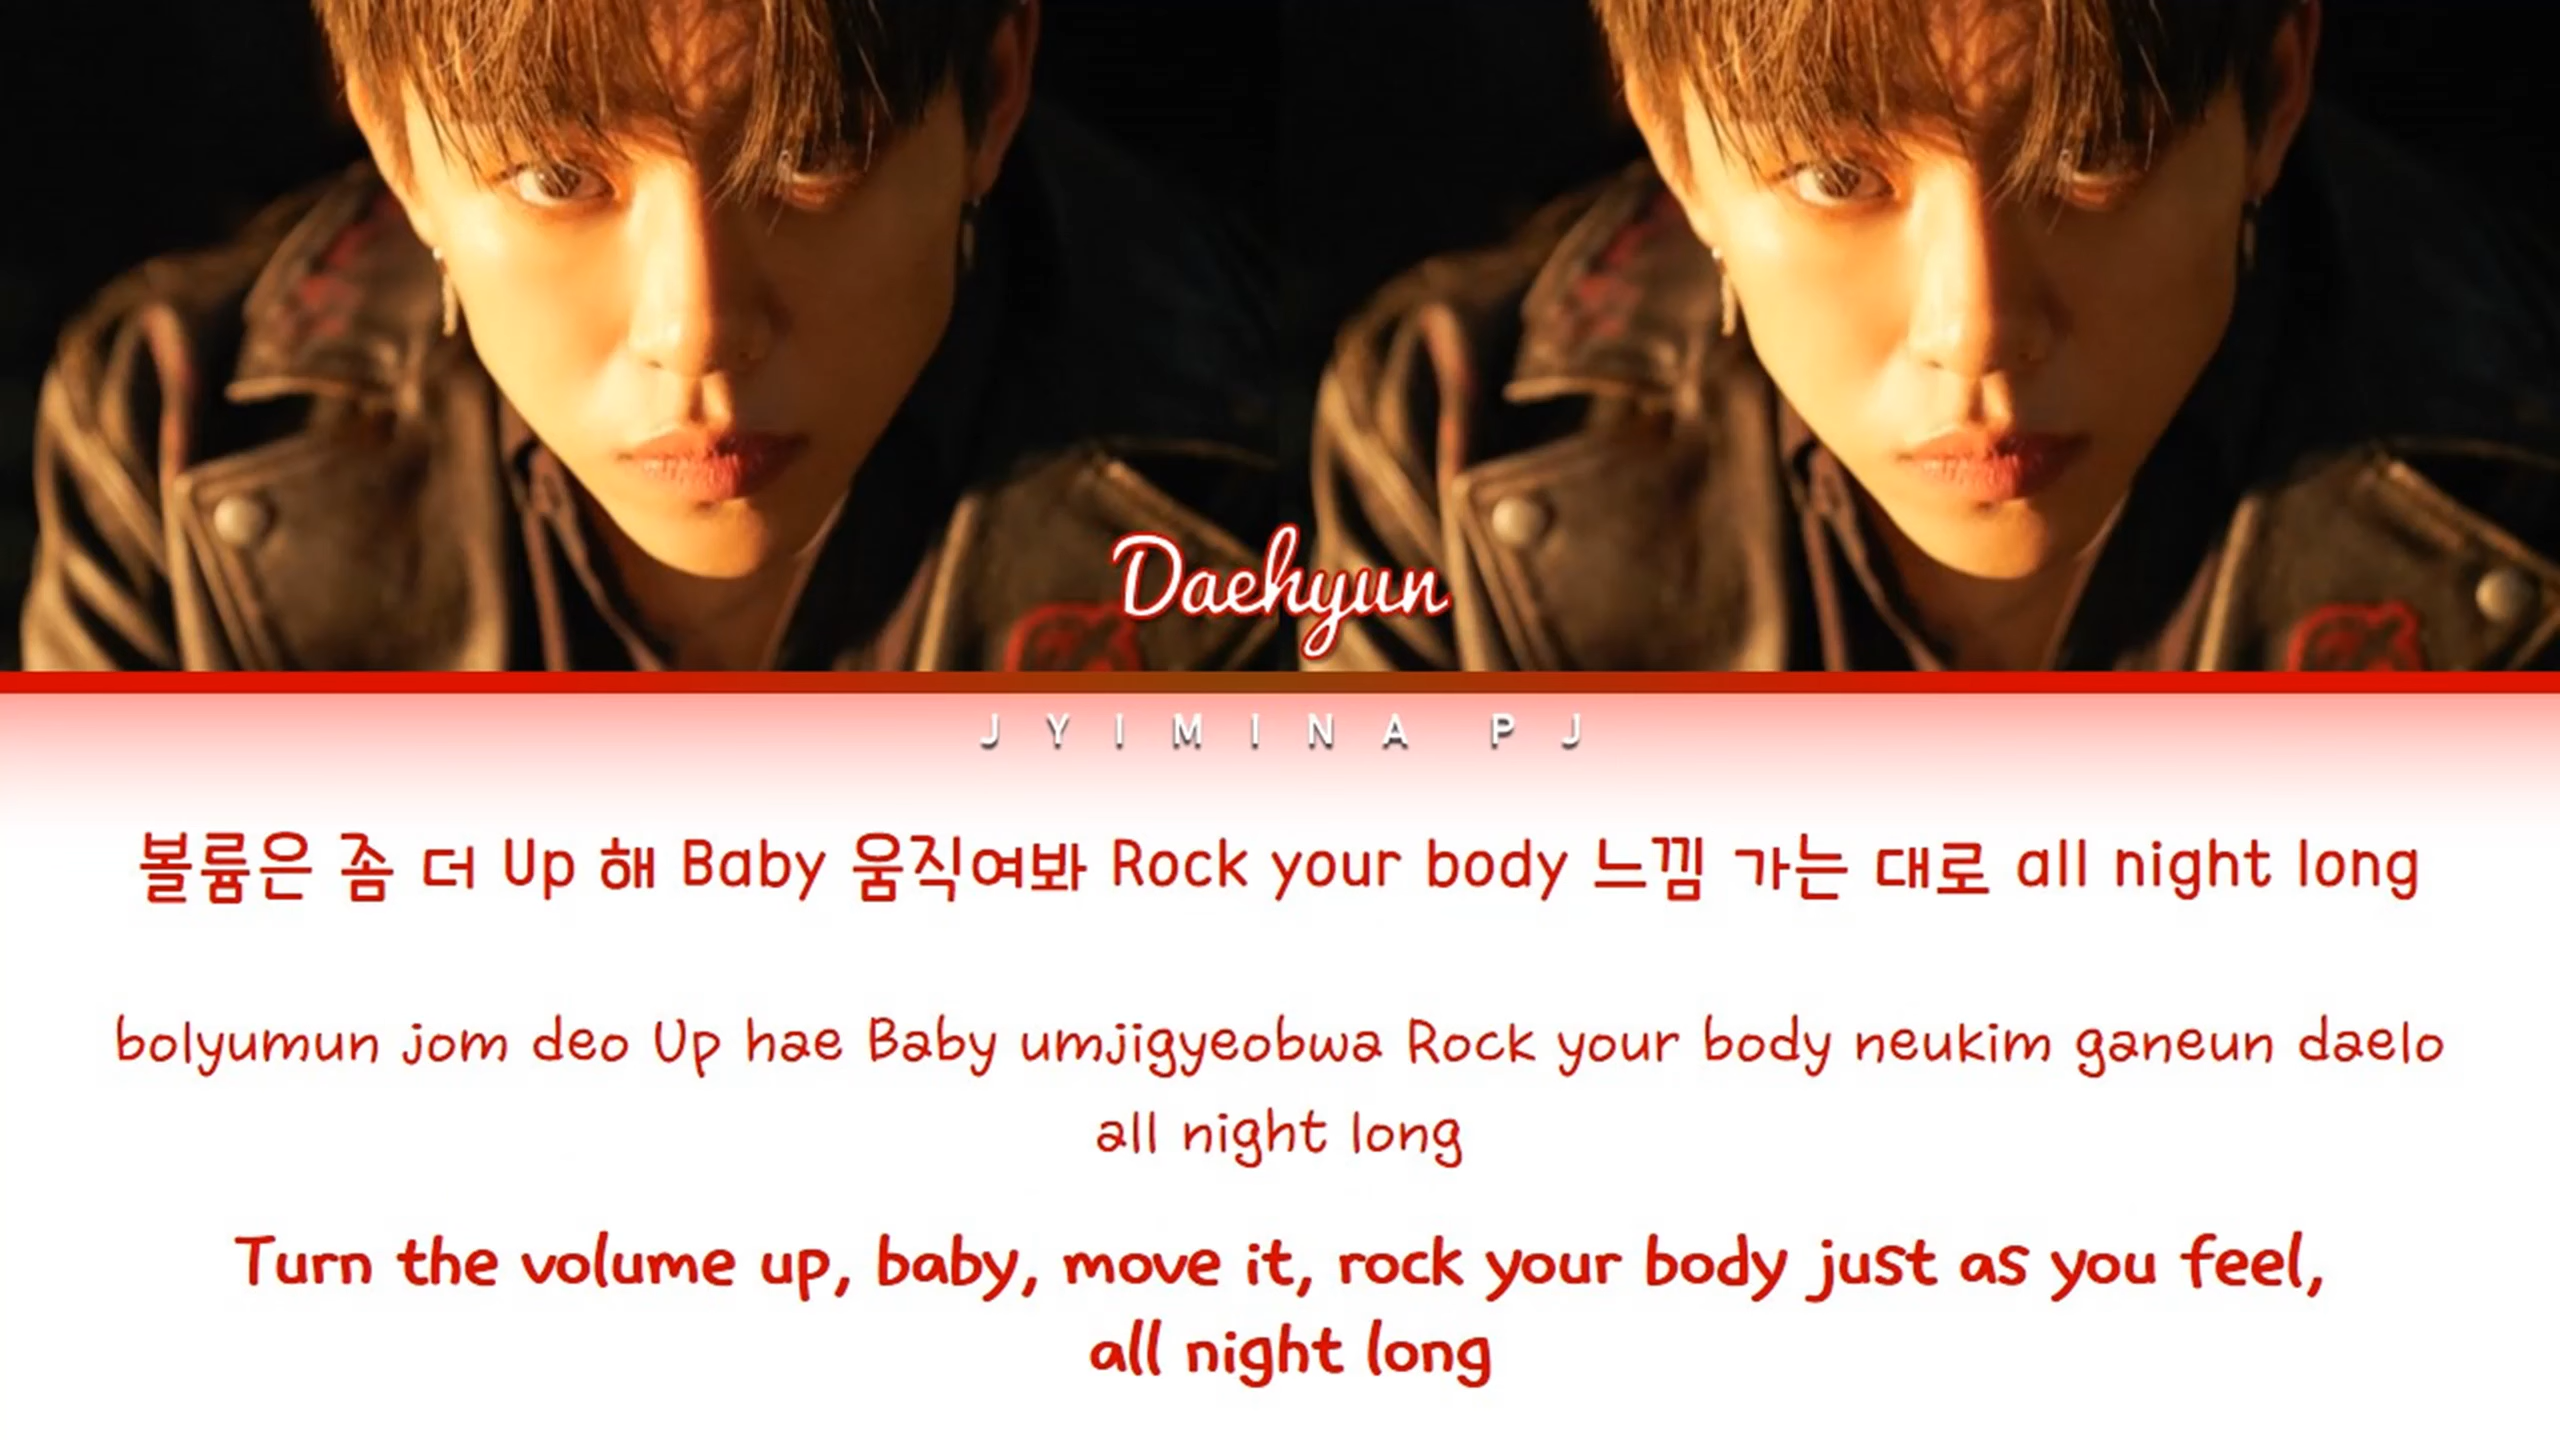 Daehyun
JYIMINA PJ
볼륨은 좀 더 Up 해 Baby 움직여봐 Rock your body 느낌 가는 대로 all night long
bolyumun jom deo Up hae Baby umjigyeobwa Rock your body neukim ganeun daelo
all night long
Turn the volume up, baby, move it, rock your body just as you feel,
all night long